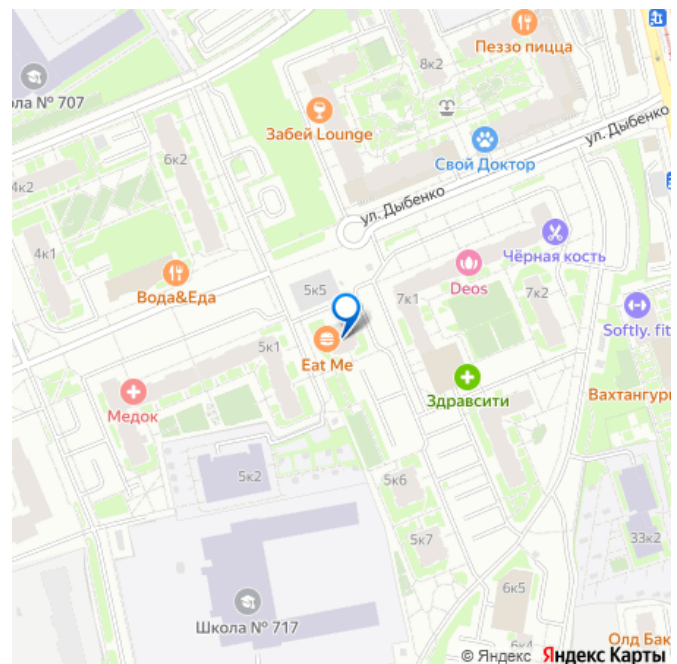 Пеззо пицца
8к2
ола № 707
Забей Lounge
ул. Дыбенко
6к2
Свой Доктор
4к2
ул. Дыбенко
4к1
Чёрная кость
Вода&Еда
5к5
Deos
7к1
7к2
Softly. fit
5к1
Eat Me
Здравсити
Вахтангури
Медок
5к2
5к6
5к7
33к2
6к5
Школа № 717
6к4
Олд Бак
© Яндекс Яндекс Карты